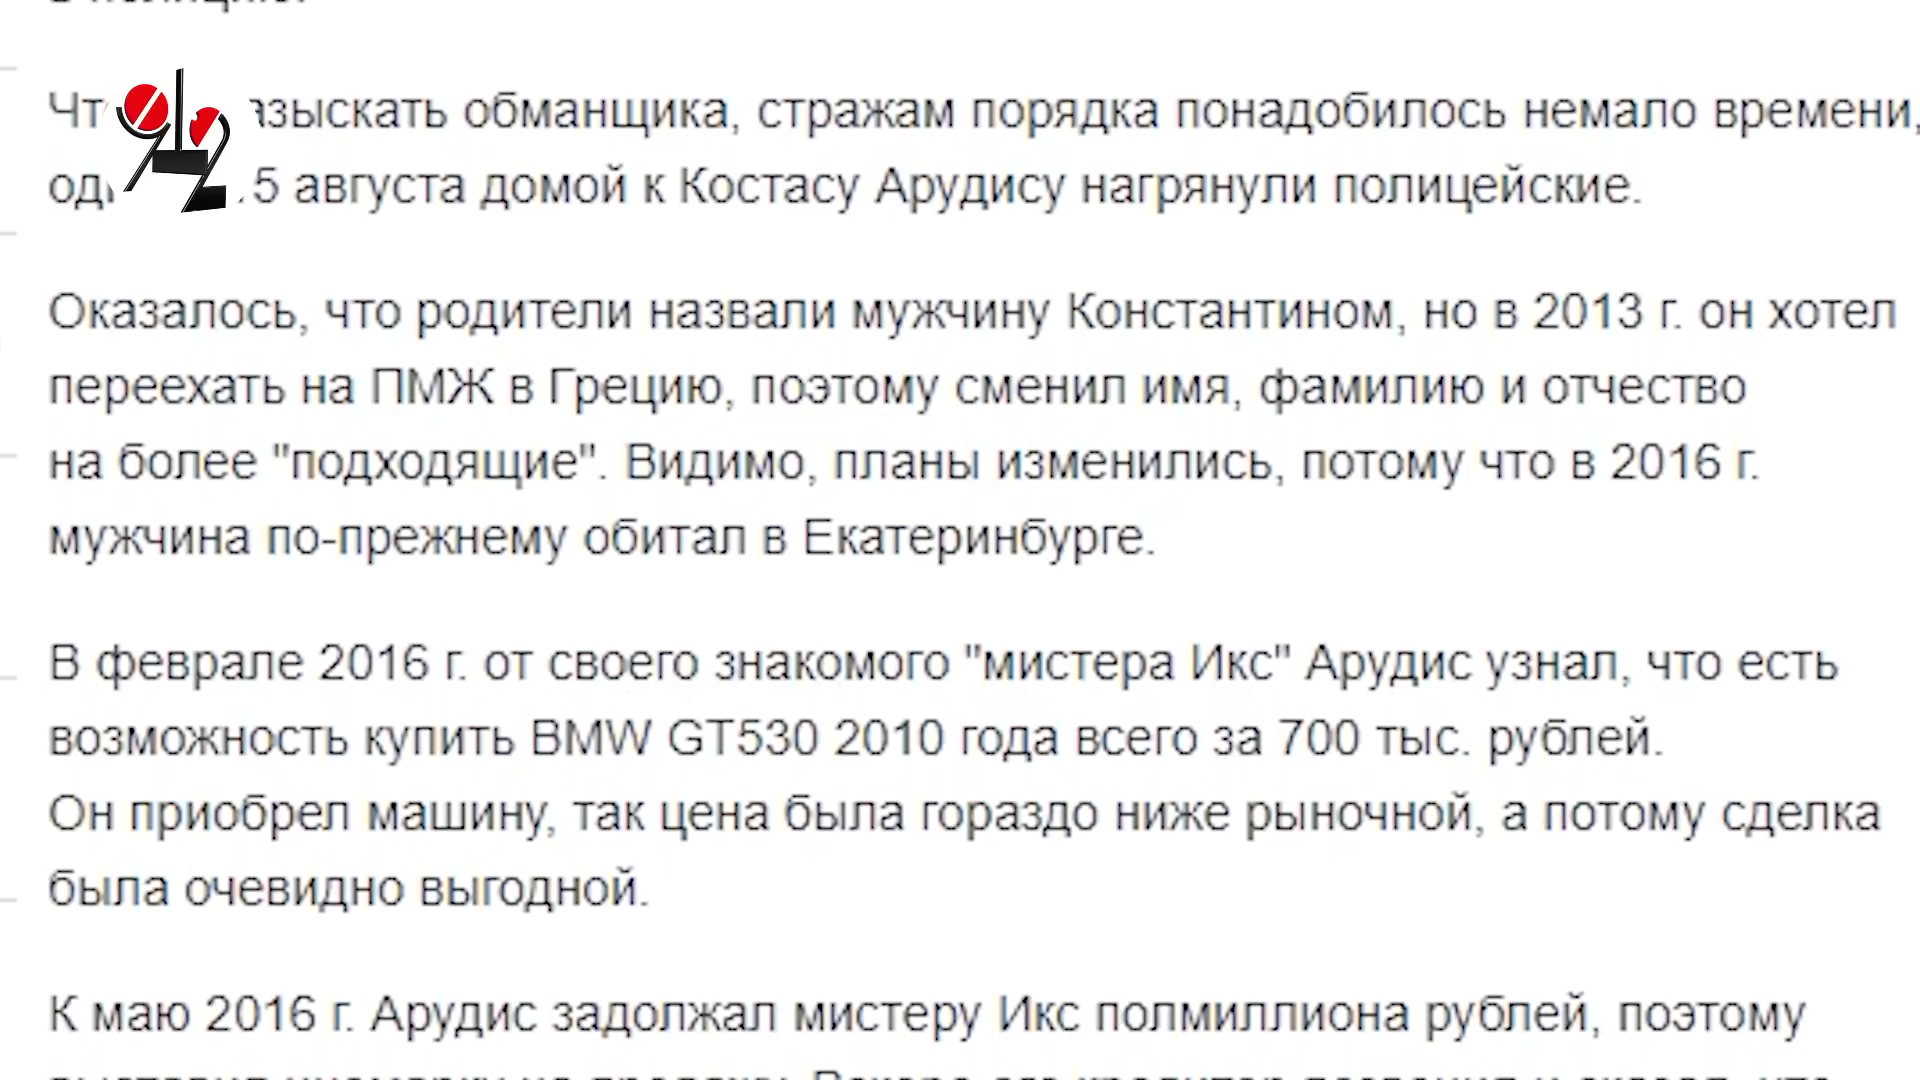 азыскать обманщика, стражам порядка понадобилось немало времени,
5 августа домой к Костасу Арудису нагрянули полицейские.
Оказалось, что родители назвали мужчину Константином, но в 2013 г. он хотел
переехать на ПМЖ в Грецию, поэтому сменил имя, фамилию и отчество
на более "подходящие". Видимо, планы изменились, потому что в 2016 г.
мужчина по-прежнему обитал в Екатеринбурге.
В феврале 2016 г. от своего знакомого "мистера Икс" Арудис узнал, что есть
возможность купить BMW GT530 2010 года всего за 700 тыс. рублей.
Он приобрел машину, так цена была гораздо ниже рыночной, а потому сделка
была очевидно выгодной.
К маю 2016 г. Арудис задолжал мистеру Икс полмиллиона рублей, поэтому